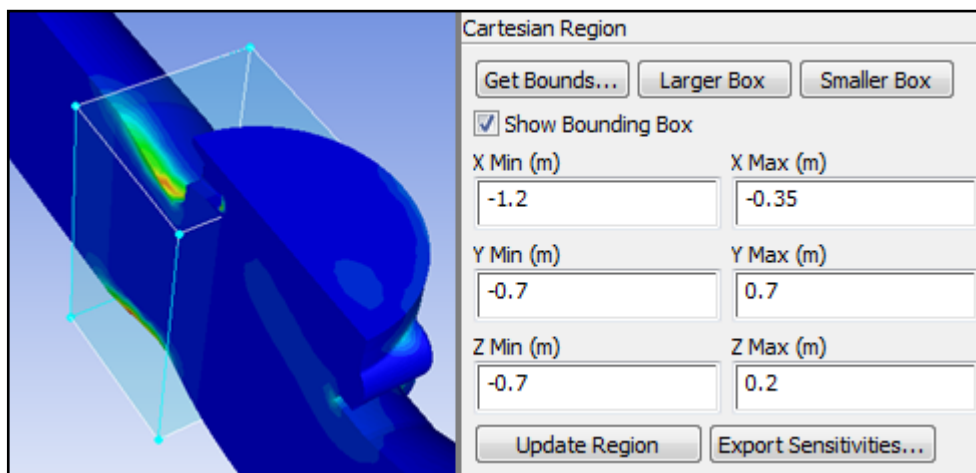 Cartesian Region
Get Bounds... Larger Box Smaller Box
Show Bounding Box
X Min (m) X Max (m)
-1.2 -0.35
Y Min (m) Y Max (m)
-0.7 0.7
Z Min (m) Z Max (m)
-0.7 0.2
Update Region Export Sensitivities...